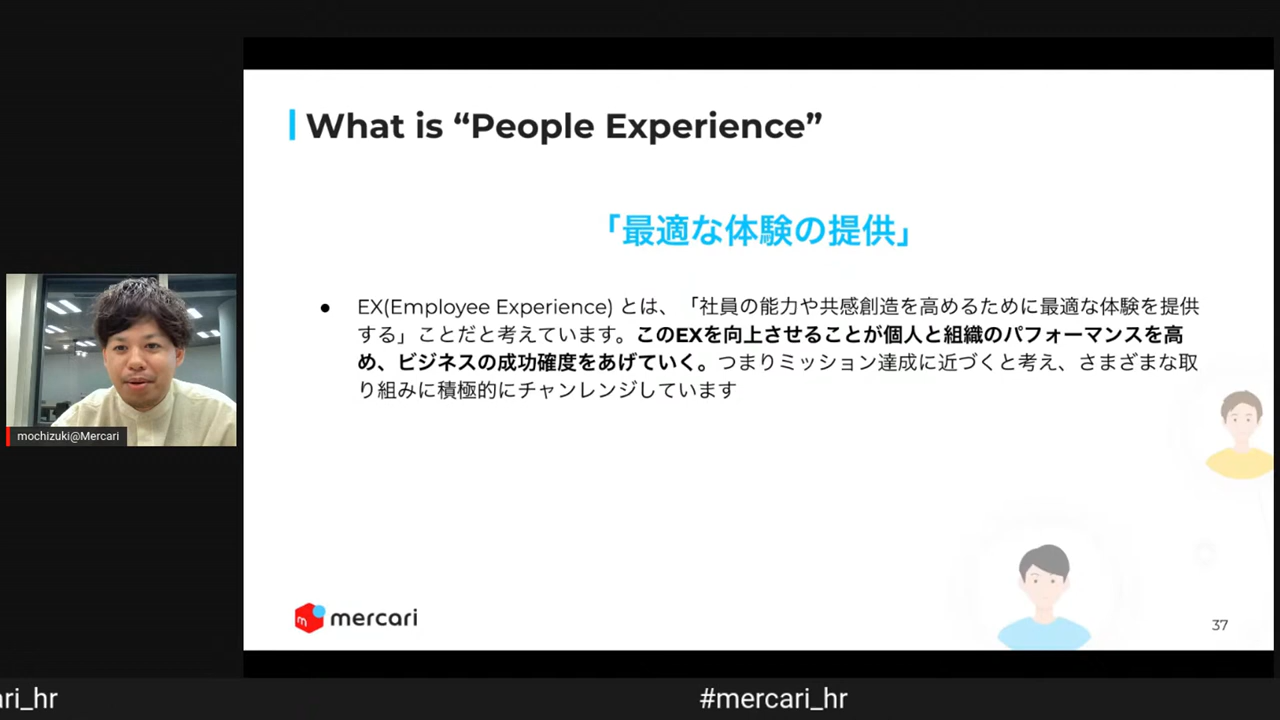 What is “People Experience”
「最適な体験の提供」
● EX(Employee Experience) とは、「社員の能力や共感創造を高めるために最適な体験を提供
する」ことだと考えています。このEXを向上させることが個人と組織のパフォーマンスを高
め、ビジネスの成功確度をあげていく。つまりミッション達成に近づくと考え、さまざまな取
り組みに積極的にチャンレンジしています
mochizuki@Mercari
m mercari
37
ari_hr
#mercari_hr